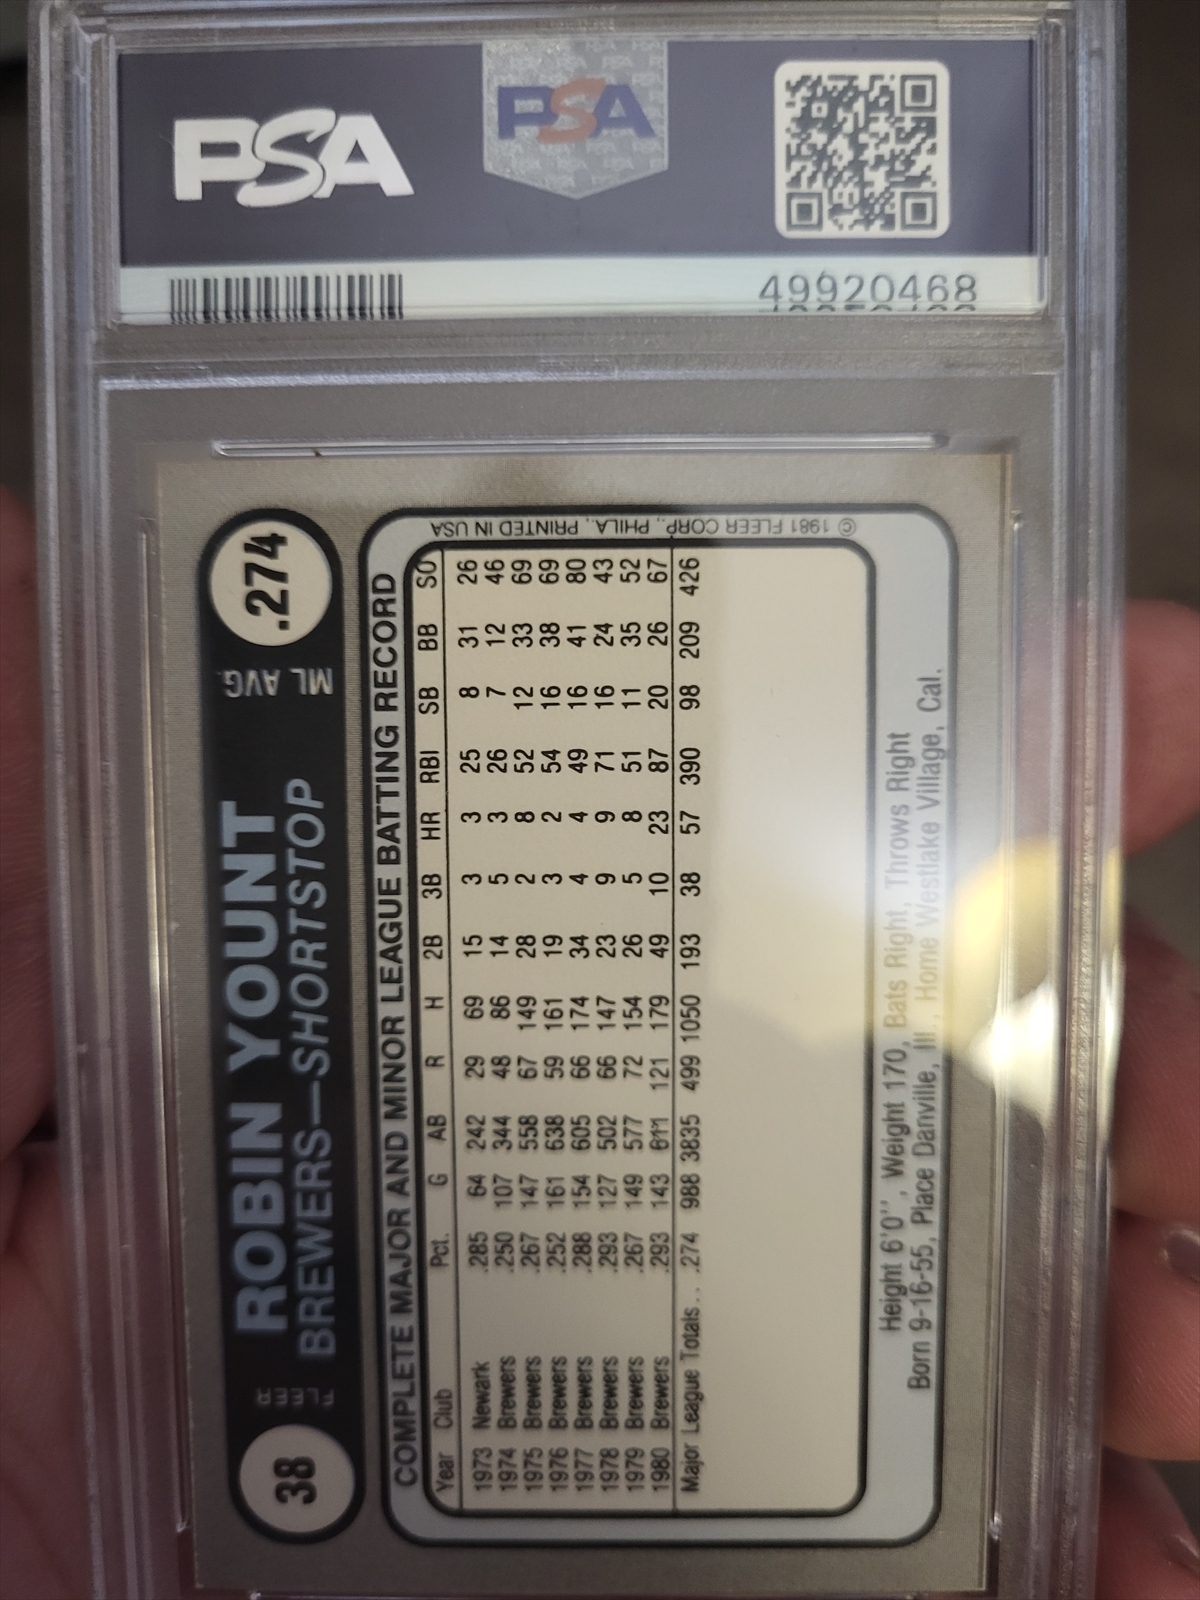 PSA
PSA
49920468
38
FLEER
ROBIN YOUNT
BREWERS—SHORTSTOP
ML AVG.
.274
COMPLETE MAJOR AND MINOR LEAGUE BATTING RECORD
Year Club Pct. G AB R H 2B 3B HR RBI SB BB SO
1973 Newark .285 64 242 29 69 15 3 3 25 8 31 26
1974 Brewers .250 107 344 48 86 14 5 3 26 7 12 46
1975 Brewers .267 147 558 67 149 28 2 8 52 12 33 69
1976 Brewers .252 161 638 59 161 19 3 2 54 16 38 69
1977 Brewers .288 154 605 66 174 34 4 4 49 16 41 80
1978 Brewers .293 127 502 66 147 23 9 9 71 16 24 43
1979 Brewers .267 149 577 72 154 26 5 8 51 11 35 52
1980 Brewers .293 143 611 121 179 49 10 23 87 20 26 67
Major League Totals . . .274 988 3835 499 1050 193 38 57 390 98 209 426
© 1981 FLEER CORP., PHILA., PRINTED IN USA
Height 6'0'', Weight 170, Bats Right, Throws Right
Born 9-16-55, Place Danville, Ill., Home Westlake Village, Cal.